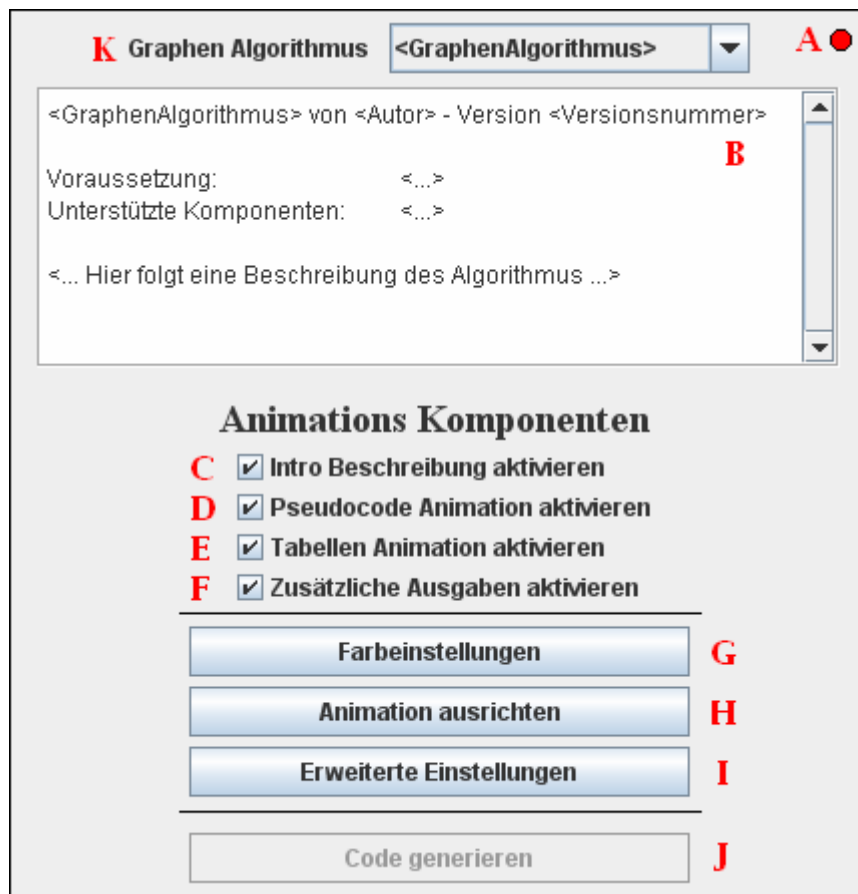 K Graphen Algorithmus <GraphenAlgorithmus> A
<GraphenAlgorithmus> von <Autor> - Version <Versionsnummer>
B
Voraussetzung: <...>
Unterstützte Komponenten: <...>
<... Hier folgt eine Beschreibung des Algorithmus ...>
Animations Komponenten
C Intro Beschreibung aktivieren
D Pseudocode Animation aktivieren
E Tabellen Animation aktivieren
F Zusätzliche Ausgaben aktivieren
Farbeinstellungen G
Animation ausrichten H
Erweiterte Einstellungen I
Code generieren J